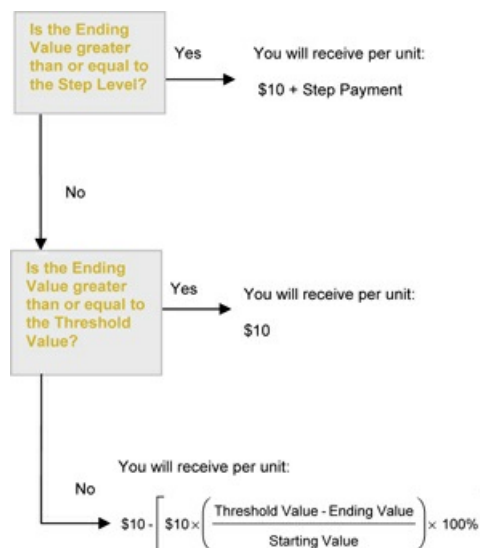 Is the Ending
Value greater
than or equal to
the Step Level?
Yes
You will receive per unit:
$10 + Step Payment
No
Is the Ending
Value greater
than or equal to
the Threshold
Value?
Yes
You will receive per unit:
$10
You will receive per unit:
No
$10 - [ $10 × ( Threshold Value - Ending Value
Starting Value ) × 100%